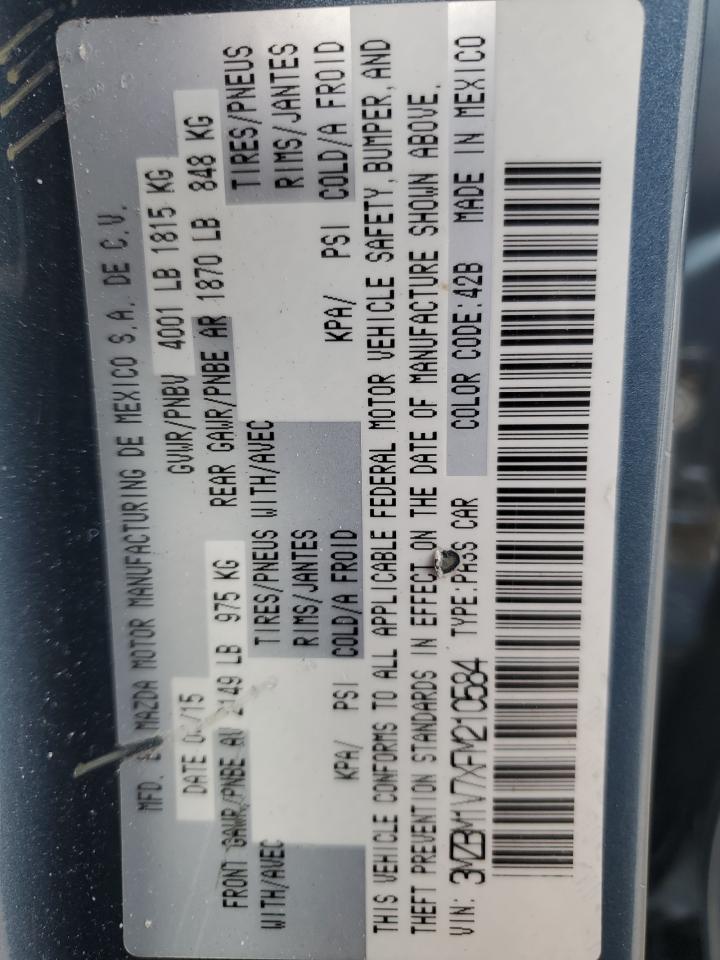 MFD. BY MAZDA MOTOR MANUFACTURING DE MEXICO S.A. DE C.V.
DATE /15 GVWR/PNBV 4001 LB 1815 KG
FRONT GAWR/PNBE AV 2149 LB 975 KG REAR GAWR/PNBE AR 1870 LB 848 KG
WITH/AVEC TIRES/PNEUS WITH/AVEC TIRES/PNEUS
RIMS/JANTES RIMS/JANTES
KPA/ PSI COLD/A FROID KPA/ PSI COLD/A FROID
THIS VEHICLE CONFORMS TO ALL APPLICABLE FEDERAL MOTOR VEHICLE SAFETY, BUMPER, AND
THEFT PREVENTION STANDARDS IN EFFECT ON THE DATE OF MANUFACTURE SHOWN ABOVE.
VIN: 3MZBM1V7XFM210584 TYPE:PASS CAR COLOR CODE:42B MADE IN MEXICO